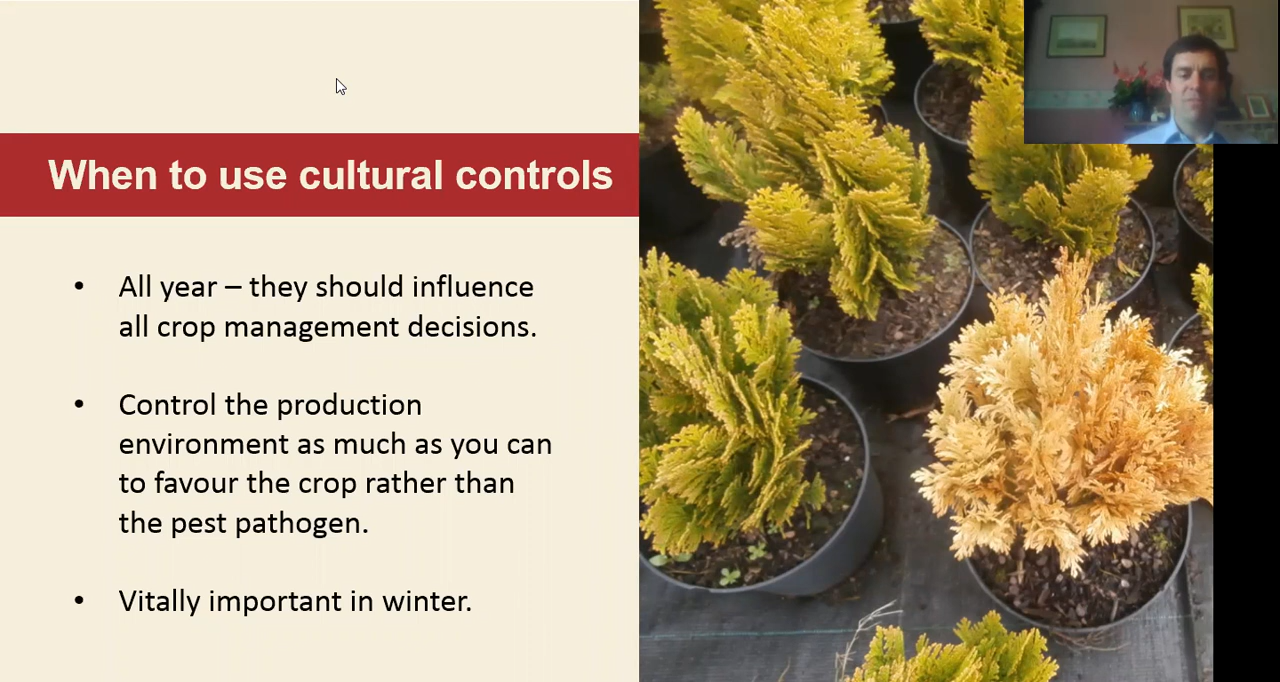 When to use cultural controls
• All year – they should influence
all crop management decisions.
• Control the production
environment as much as you can
to favour the crop rather than
the pest pathogen.
• Vitally important in winter.